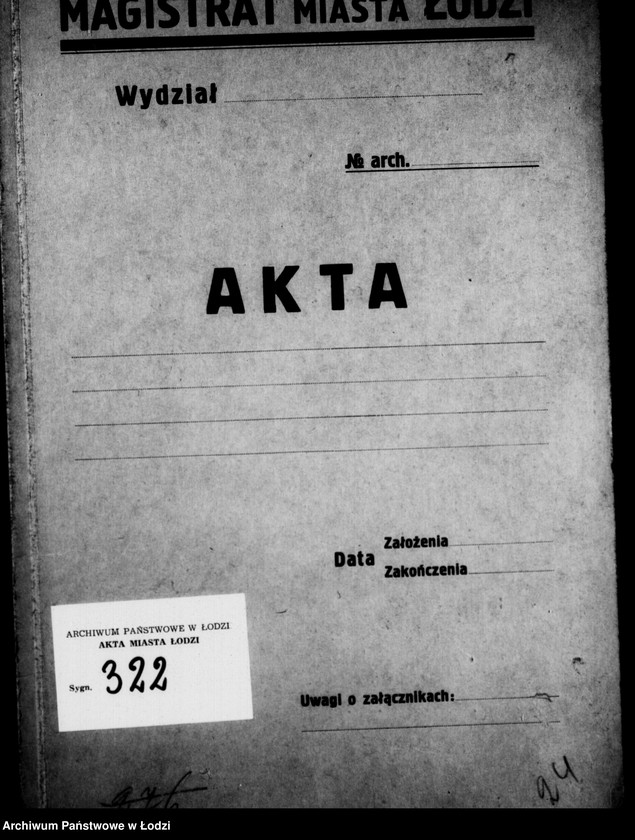 MAGISTRAT MIASTA ŁODZI
Wydział
№ arch.
AKTA
Data
Założenia
Zakończenia
ARCHIWUM PAŃSTWOWE W ŁODZI
AKTA MIASTA ŁODZI
Sygn. 322
Uwagi o załącznikach:
24
Archiwum Państwowe w Łodzi